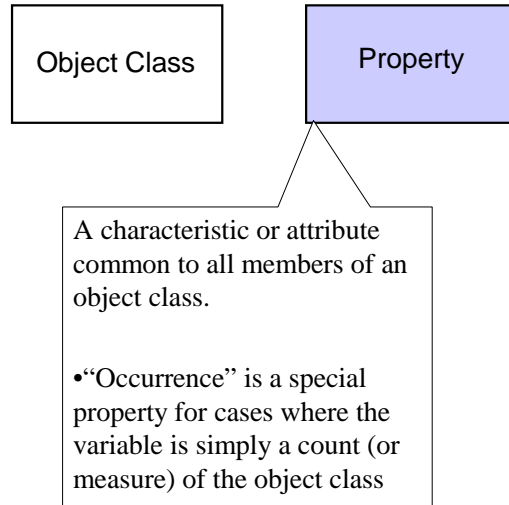 Object Class
Property
A characteristic or attribute
common to all members of an
object class.
•“Occurrence” is a special
property for cases where the
variable is simply a count (or
measure) of the object class